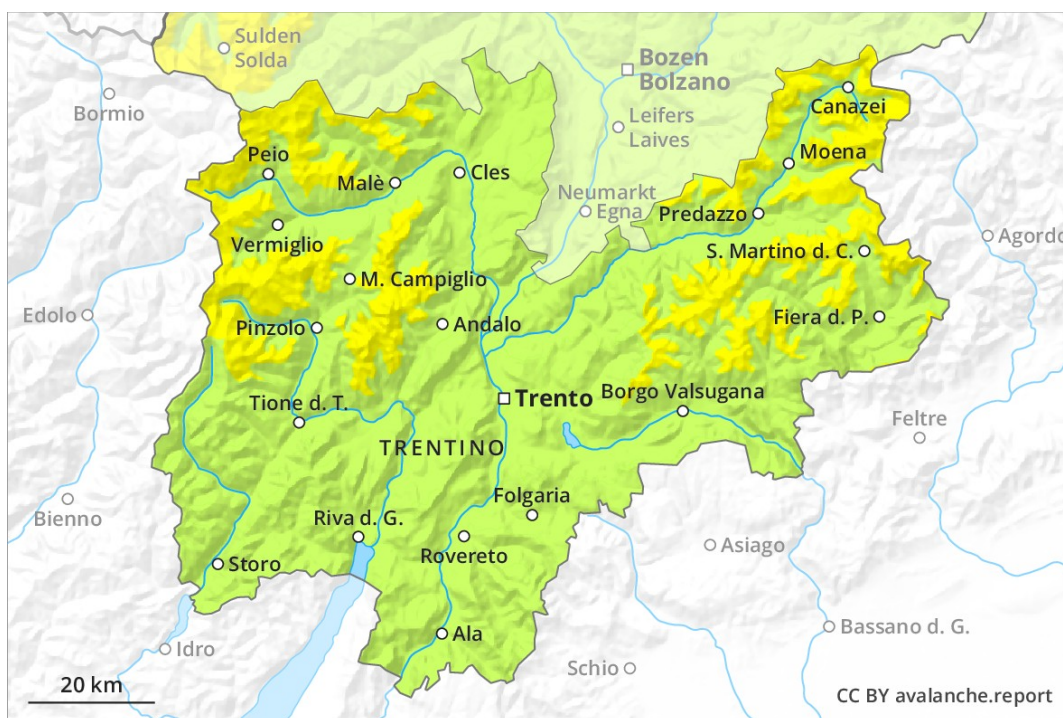 Sulden
Solda
Bozen
Bolzano
Bormio
Canazei
Leifers
Laives
Peio
Malè
Cles
Moena
Neumarkt
Egna
Predazzo
Vermiglio
Agordo
S. Martino d. C.
M. Campiglio
Edolo
Pinzolo
Andalo
Fiera d. P.
Trento
Borgo Valsugana
Tione d. T.
Feltre
TRENTINO
Bienno
Folgaria
Riva d. G.
Rovereto
Asiago
Storo
Ala
Bassano d. G.
Idro
Schio
20 km
CC BY avalanche.report